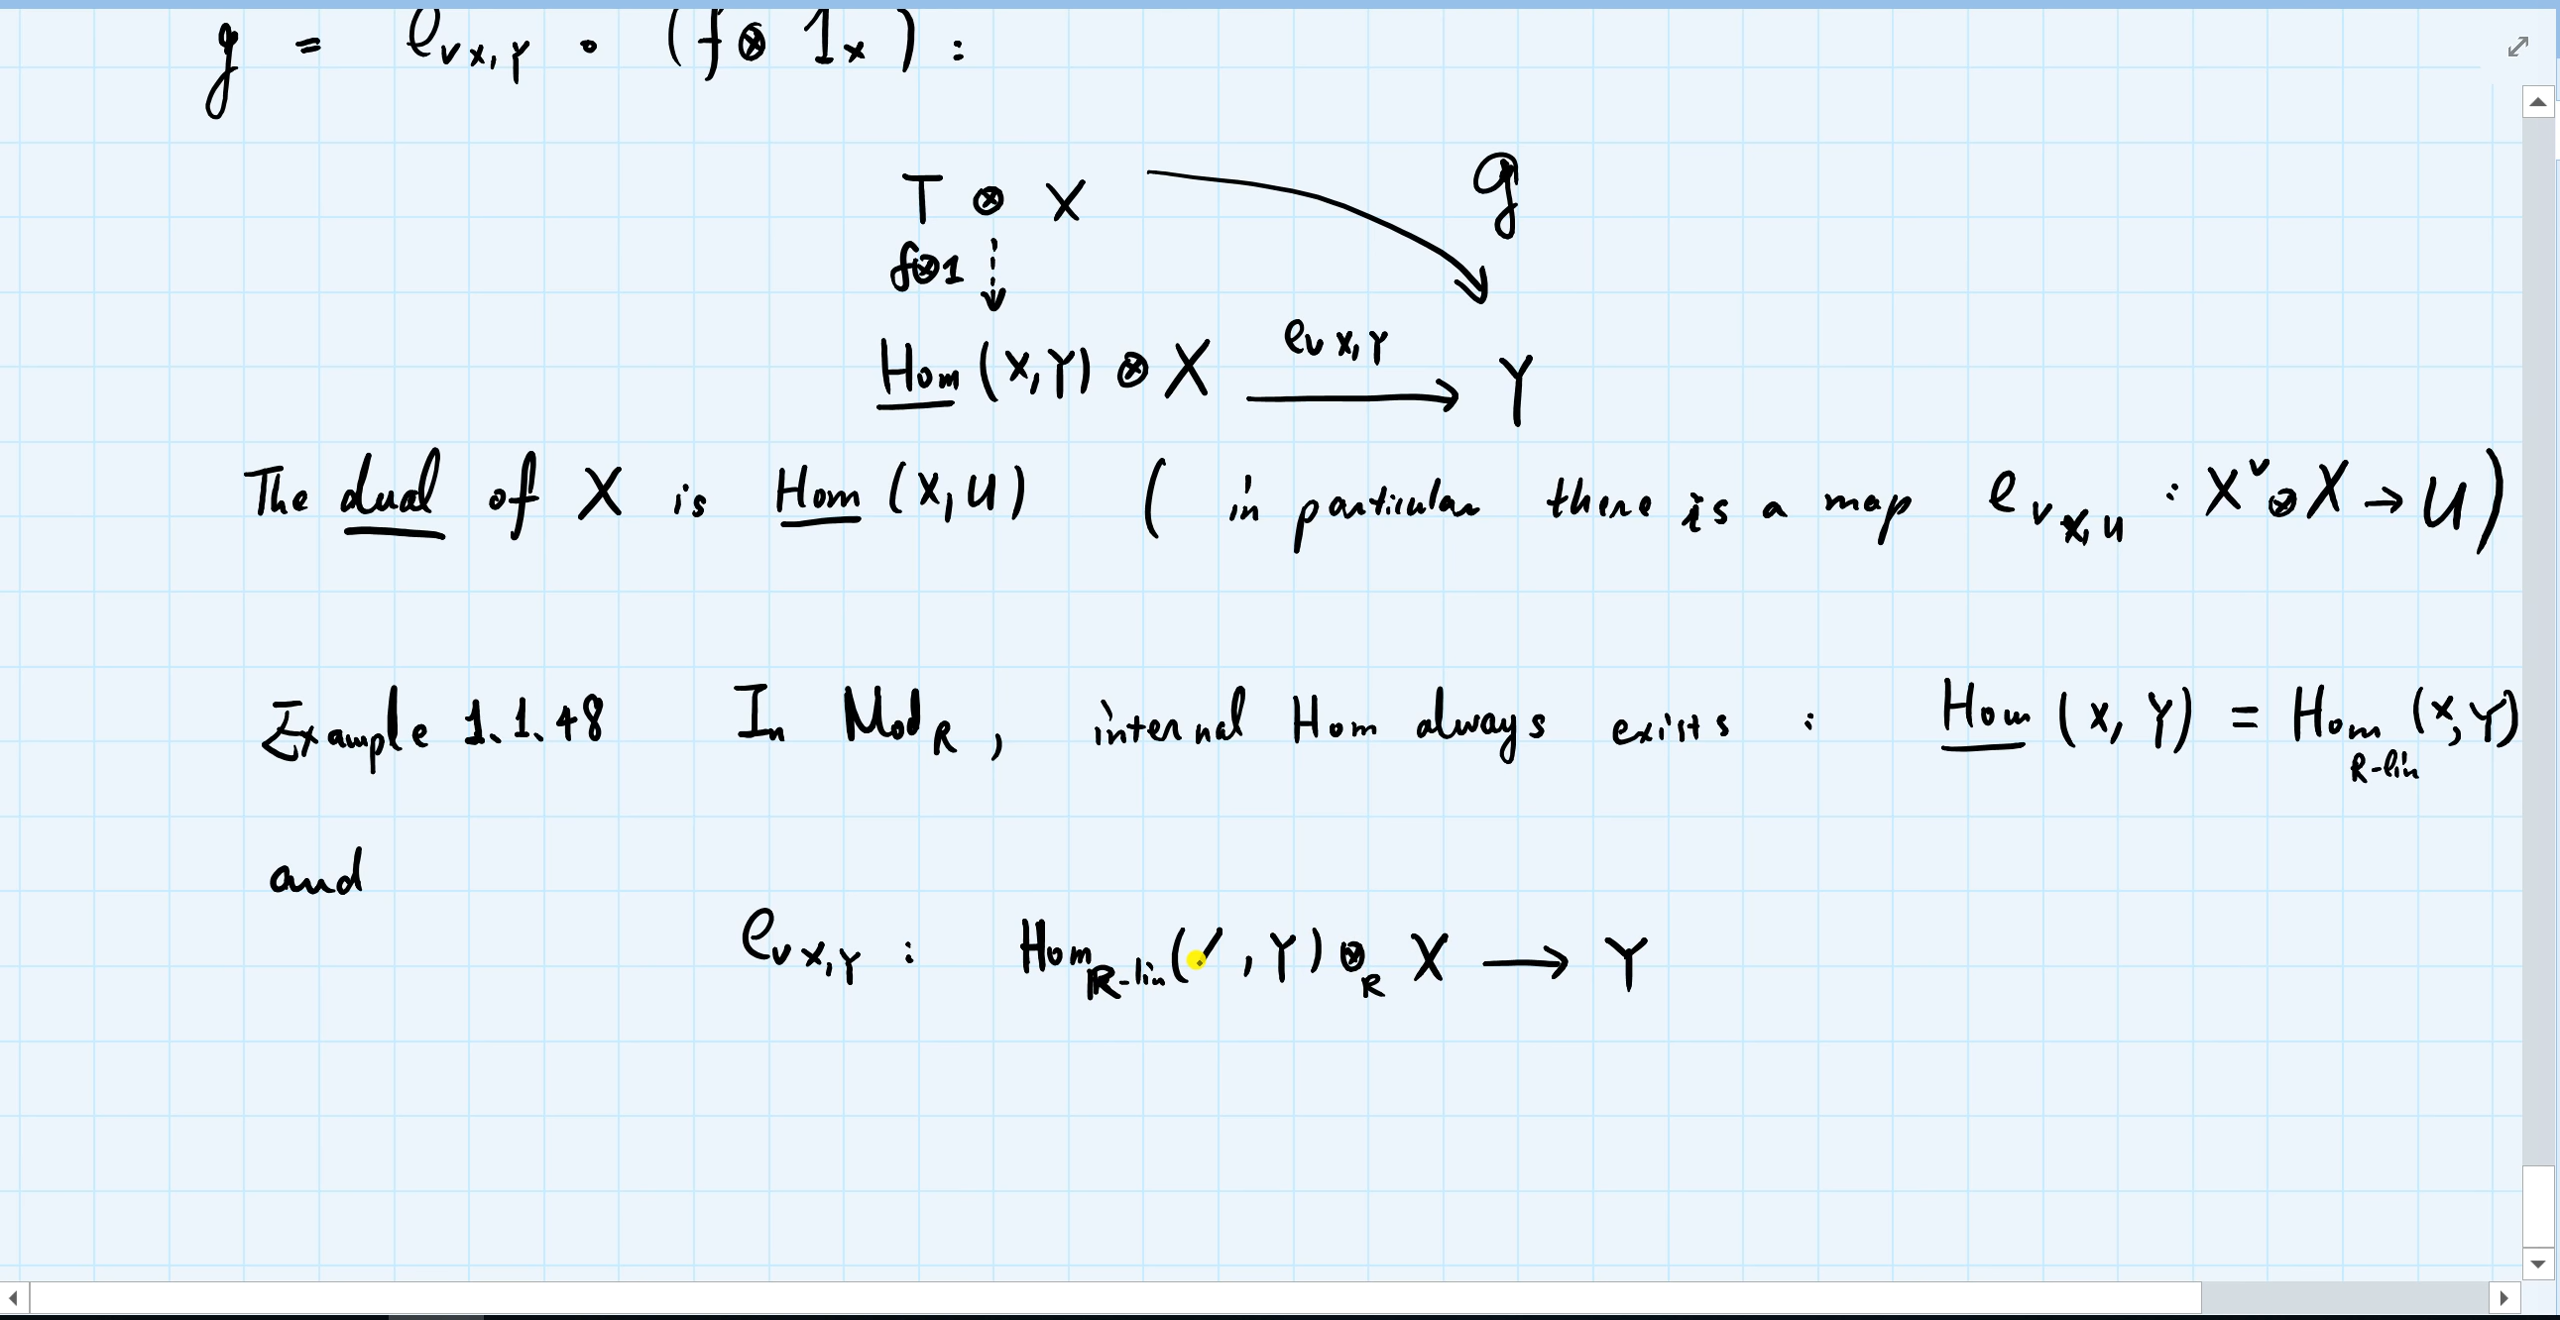 g = ev_{X,Y} ∘ (f ⊗ 1_X) :
T ⊗ X g
f⊗1
ev_{X,Y}
Hom (X,Y) ⊗ X ⟶ Y
The dual of X is Hom (X,U) ( in particular there is a map ev_{X,U} : X^∨ ⊗ X → U)
Example 1.1.48 In Mod_R , internal Hom always exists : Hom (X, Y) = Hom_{R-lin} (X,Y)
and
ev_{X,Y} : Hom_{R-lin} ( , Y) ⊗_R X ⟶ Y